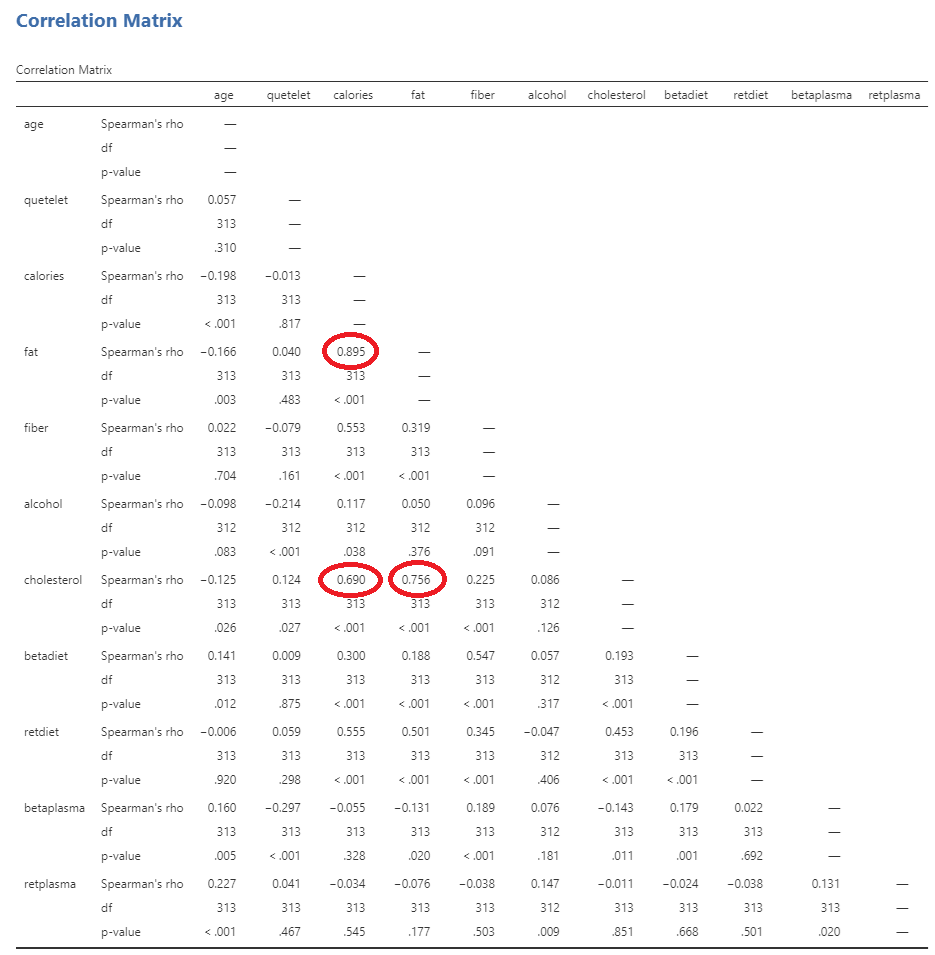 Correlation Matrix
Correlation Matrix
age quetelet calories fat fiber alcohol cholesterol betadiet retdiet betaplasma retplasma
age Spearman's rho —
df —
p-value —
quetelet Spearman's rho 0.057 —
df 313 —
p-value .310 —
calories Spearman's rho −0.198 −0.013 —
df 313 313 —
p-value < .001 .817 —
fat Spearman's rho −0.166 0.040 0.895 —
df 313 313 313 —
p-value .003 .483 < .001 —
fiber Spearman's rho 0.022 −0.079 0.553 0.319 —
df 313 313 313 313 —
p-value .704 .161 < .001 < .001 —
alcohol Spearman's rho −0.098 −0.214 0.117 0.050 0.096 —
df 312 312 312 312 312 —
p-value .083 < .001 .038 .376 .091 —
cholesterol Spearman's rho −0.125 0.124 0.690 0.756 0.225 0.086 —
df 313 313 313 313 313 312 —
p-value .026 .027 < .001 < .001 < .001 .126 —
betadiet Spearman's rho 0.141 0.009 0.300 0.188 0.547 0.057 0.193 —
df 313 313 313 313 313 312 313 —
p-value .012 .875 < .001 < .001 < .001 .317 < .001 —
retdiet Spearman's rho −0.006 0.059 0.555 0.501 0.345 −0.047 0.453 0.196 —
df 313 313 313 313 313 312 313 313 —
p-value .920 .298 < .001 < .001 < .001 .406 < .001 < .001 —
betaplasma Spearman's rho 0.160 −0.297 −0.055 −0.131 0.189 0.076 −0.143 0.179 0.022 —
df 313 313 313 313 313 312 313 313 313 —
p-value .005 < .001 .328 .020 < .001 .181 .011 .001 .692 —
retplasma Spearman's rho 0.227 0.041 −0.034 −0.076 −0.038 0.147 −0.011 −0.024 −0.038 0.131 —
df 313 313 313 313 313 312 313 313 313 313 —
p-value < .001 .467 .545 .177 .503 .009 .851 .668 .501 .020 —